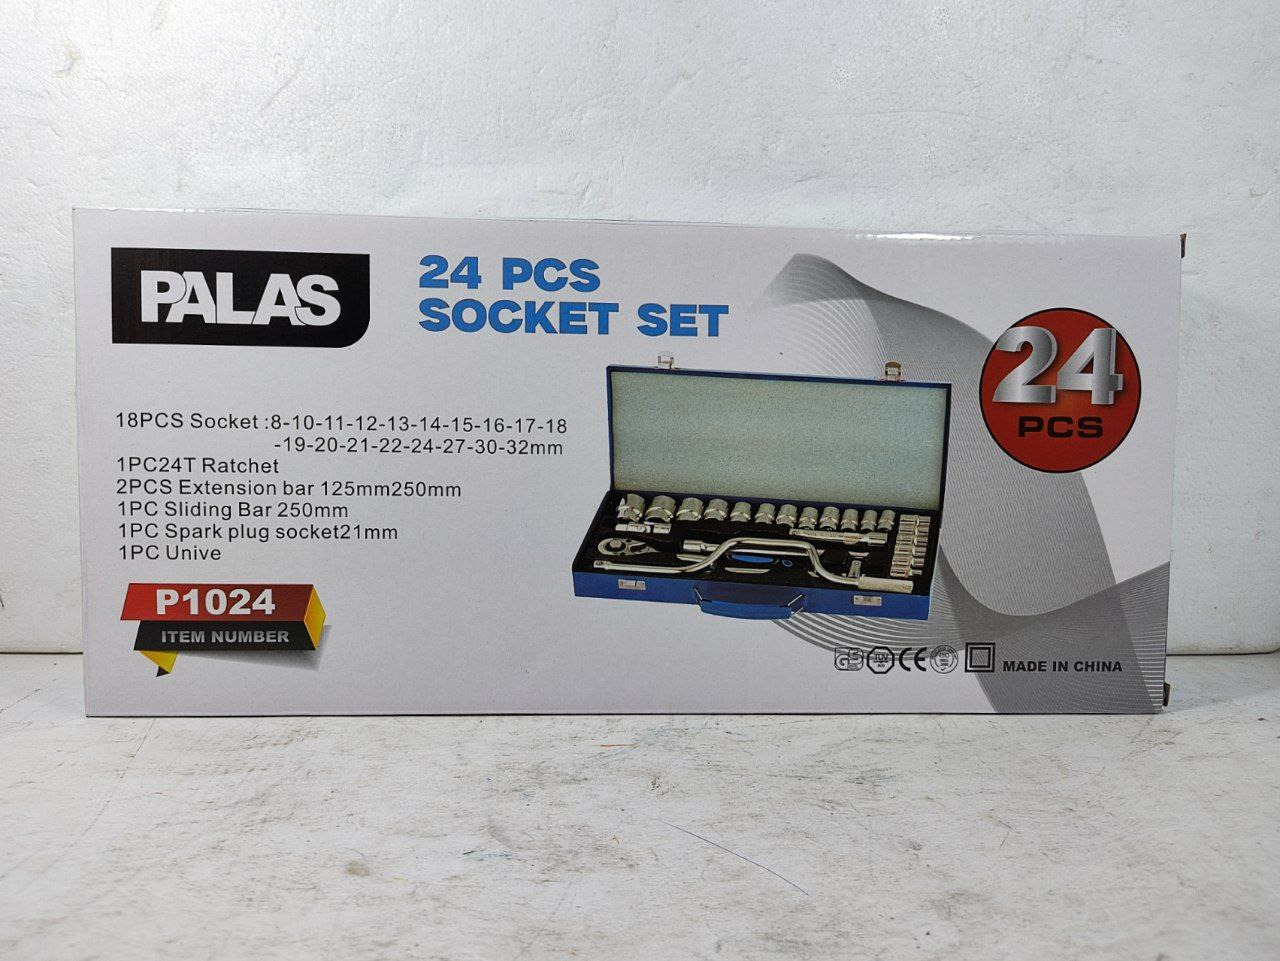 PALAS
24 PCS
SOCKET SET
24
PCS
18PCS Socket :8-10-11-12-13-14-15-16-17-18
-19-20-21-22-24-27-30-32mm
1PC24T Ratchet
2PCS Extension bar 125mm250mm
1PC Sliding Bar 250mm
1PC Spark plug socket21mm
1PC Unive
P1024
ITEM NUMBER
GS TUV CE MADE IN CHINA